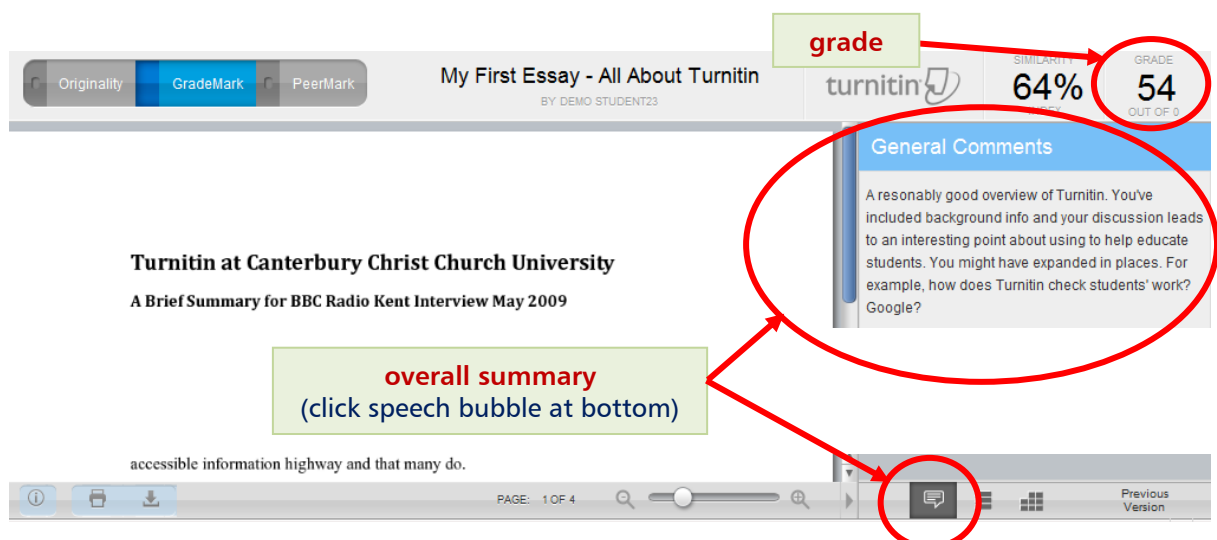 grade
Originality
GradeMark
PeerMark
My First Essay - All About Turnitin
BY DEMO STUDENT23
turnitin
SIMILARITY
64%
INDEX
GRADE
54
OUT OF 0
General Comments
A resonably good overview of Turnitin. You've
included background info and your discussion leads
to an interesting point about using to help educate
students. You might have expanded in places. For
example, how does Turnitin check students' work?
Google?
Turnitin at Canterbury Christ Church University
A Brief Summary for BBC Radio Kent Interview May 2009
overall summary
(click speech bubble at bottom)
accessible information highway and that many do.
PAGE: 1 OF 4
Previous
Version